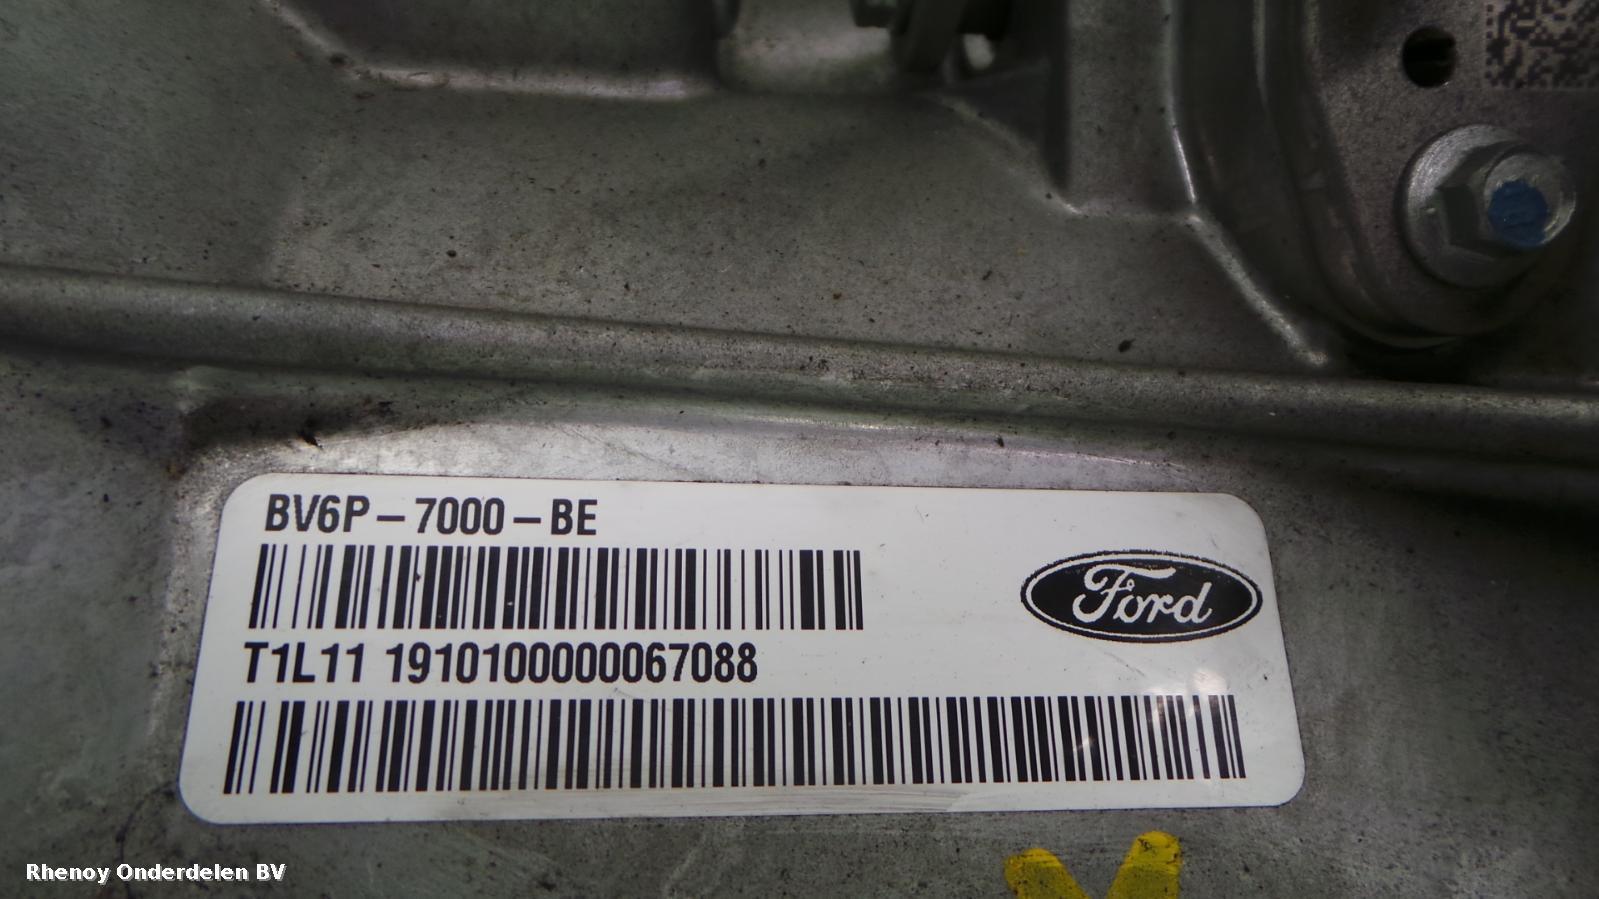 BV6P-7000-BE
Ford
T1L11 1910100000067088
Rhenoy Onderdelen BV